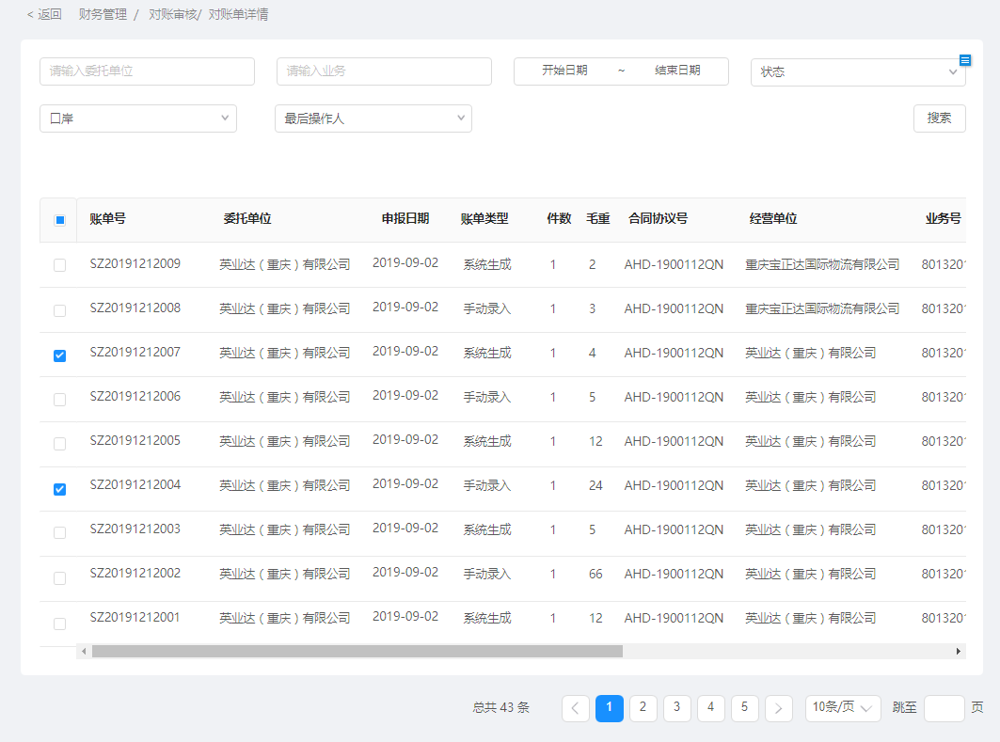 < 返回 财务管理 / 对账审核/ 对账单详情
请输入委托单位 请输入业务 开始日期 ~ 结束日期 状态
口岸 最后操作人 搜索
账单号 委托单位 申报日期 账单类型 件数 毛重 合同协议号 经营单位 业务号
SZ20191212009 英业达（重庆）有限公司 2019-09-02 系统生成 1 2 AHD-1900112QN 重庆宝正达国际物流有限公司 801320
SZ20191212008 英业达（重庆）有限公司 2019-09-02 手动录入 1 3 AHD-1900112QN 重庆宝正达国际物流有限公司 801320
SZ20191212007 英业达（重庆）有限公司 2019-09-02 系统生成 1 4 AHD-1900112QN 英业达（重庆）有限公司 801320
SZ20191212006 英业达（重庆）有限公司 2019-09-02 手动录入 1 5 AHD-1900112QN 英业达（重庆）有限公司 801320
SZ20191212005 英业达（重庆）有限公司 2019-09-02 系统生成 1 12 AHD-1900112QN 英业达（重庆）有限公司 801320
SZ20191212004 英业达（重庆）有限公司 2019-09-02 手动录入 1 24 AHD-1900112QN 英业达（重庆）有限公司 801320
SZ20191212003 英业达（重庆）有限公司 2019-09-02 系统生成 1 5 AHD-1900112QN 英业达（重庆）有限公司 801320
SZ20191212002 英业达（重庆）有限公司 2019-09-02 手动录入 1 66 AHD-1900112QN 英业达（重庆）有限公司 801320
SZ20191212001 英业达（重庆）有限公司 2019-09-02 系统生成 1 12 AHD-1900112QN 英业达（重庆）有限公司 801320
总共 43 条 < 1 2 3 4 5 > 10条/页 跳至 页